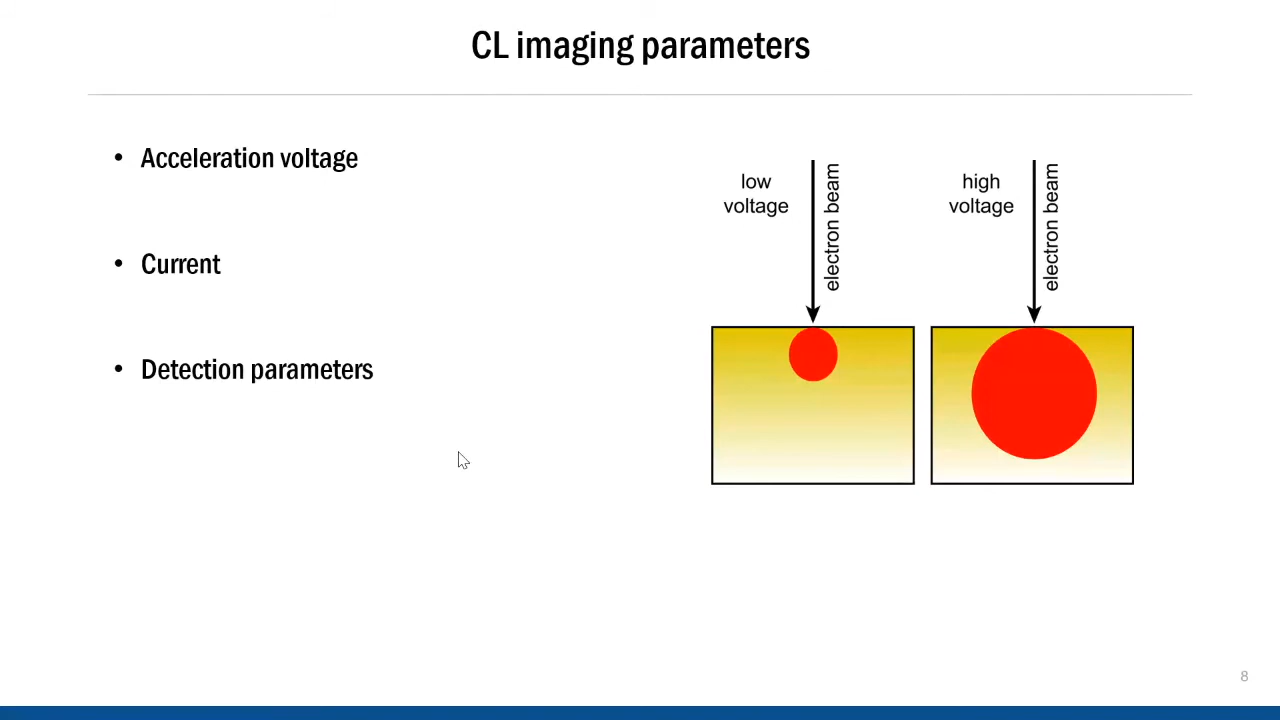 CL imaging parameters
• Acceleration voltage
• Current
• Detection parameters
low
voltage
electron beam
high
voltage
electron beam
8